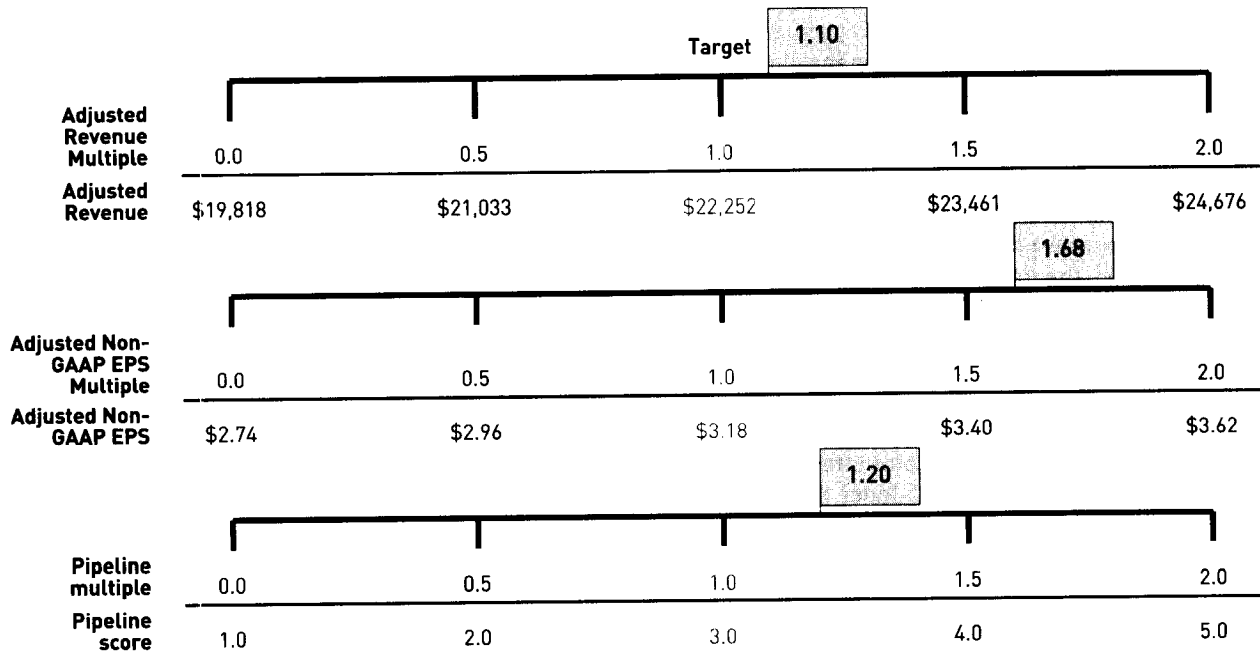 Target 1.10
Adjusted
Revenue
Multiple 0.0 0.5 1.0 1.5 2.0
Adjusted
Revenue $19,818 $21,033 $22,252 $23,461 $24,676
1.68
Adjusted Non-
GAAP EPS
Multiple 0.0 0.5 1.0 1.5 2.0
Adjusted Non-
GAAP EPS $2.74 $2.96 $3.18 $3.40 $3.62
1.20
Pipeline
multiple 0.0 0.5 1.0 1.5 2.0
Pipeline
score 1.0 2.0 3.0 4.0 5.0